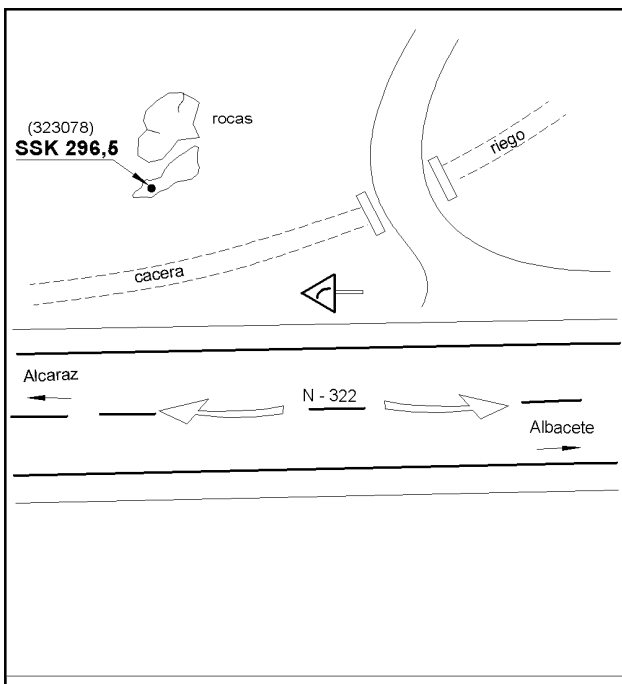 rocas
(323078)
SSK 296,5
riego
cacera
Alcaraz
N - 322
Albacete